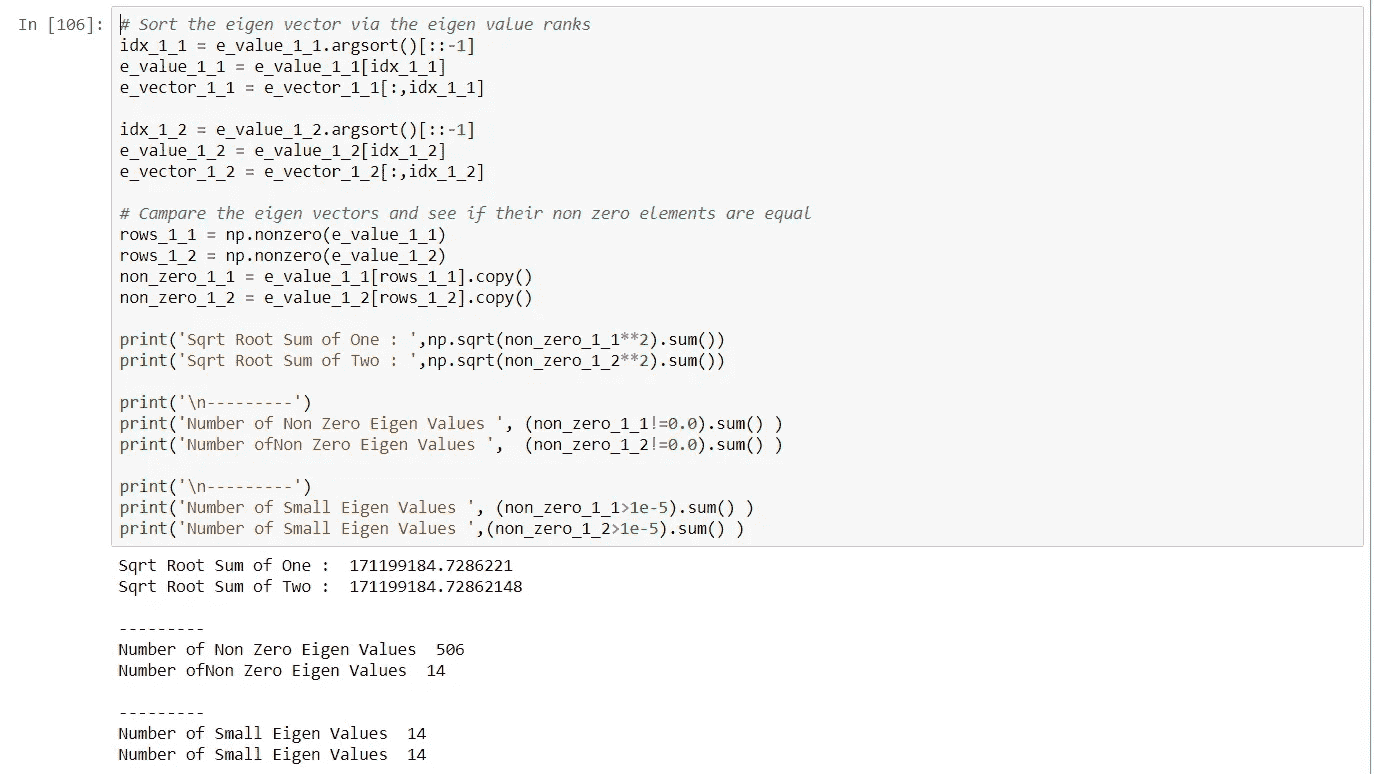 In [106]: # Sort the eigen vector via the eigen value ranks
idx_1_1 = e_value_1_1.argsort()[::-1]
e_value_1_1 = e_value_1_1[idx_1_1]
e_vector_1_1 = e_vector_1_1[:,idx_1_1]

idx_1_2 = e_value_1_2.argsort()[::-1]
e_value_1_2 = e_value_1_2[idx_1_2]
e_vector_1_2 = e_vector_1_2[:,idx_1_2]

# Campare the eigen vectors and see if their non zero elements are equal
rows_1_1 = np.nonzero(e_value_1_1)
rows_1_2 = np.nonzero(e_value_1_2)
non_zero_1_1 = e_value_1_1[rows_1_1].copy()
non_zero_1_2 = e_value_1_2[rows_1_2].copy()

print('Sqrt Root Sum of One : ',np.sqrt(non_zero_1_1**2).sum())
print('Sqrt Root Sum of Two : ',np.sqrt(non_zero_1_2**2).sum())

print('\n---------')
print('Number of Non Zero Eigen Values ', (non_zero_1_1!=0.0).sum() )
print('Number ofNon Zero Eigen Values ',  (non_zero_1_2!=0.0).sum() )

print('\n---------')
print('Number of Small Eigen Values ', (non_zero_1_1>1e-5).sum() )
print('Number of Small Eigen Values ',(non_zero_1_2>1e-5).sum() )
Sqrt Root Sum of One :  171199184.7286221
Sqrt Root Sum of Two :  171199184.72862148

---------
Number of Non Zero Eigen Values  506
Number ofNon Zero Eigen Values  14

---------
Number of Small Eigen Values  14
Number of Small Eigen Values  14